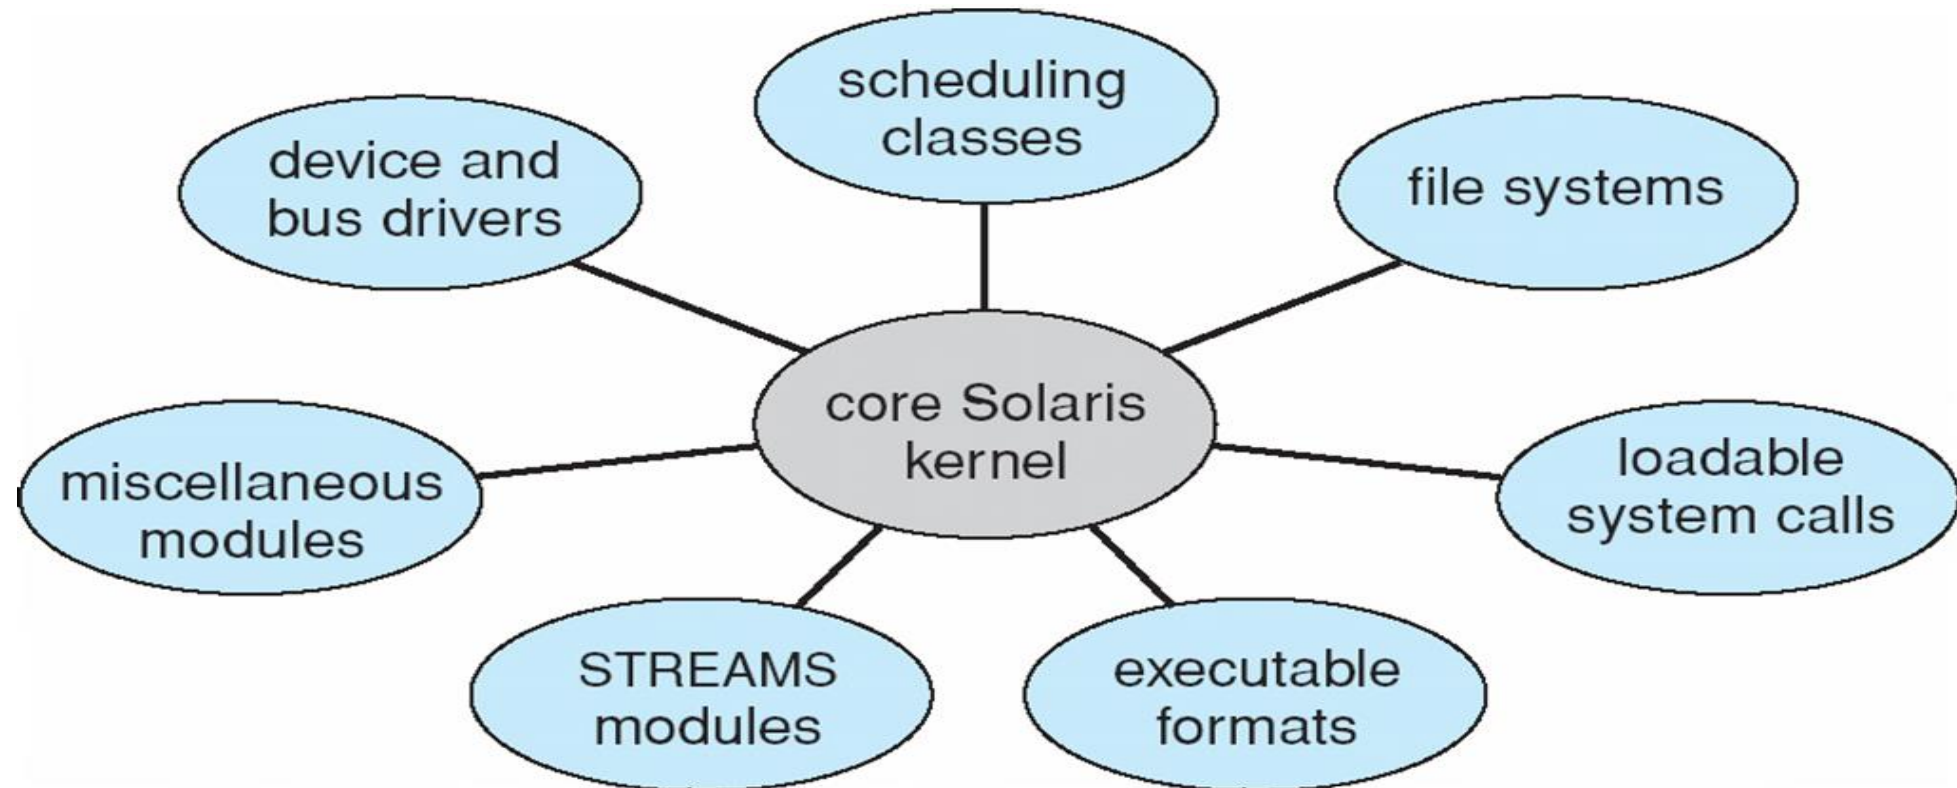 scheduling
classes
device and
bus drivers
file systems
core Solaris
kernel
miscellaneous
modules
loadable
system calls
STREAMS
modules
executable
formats